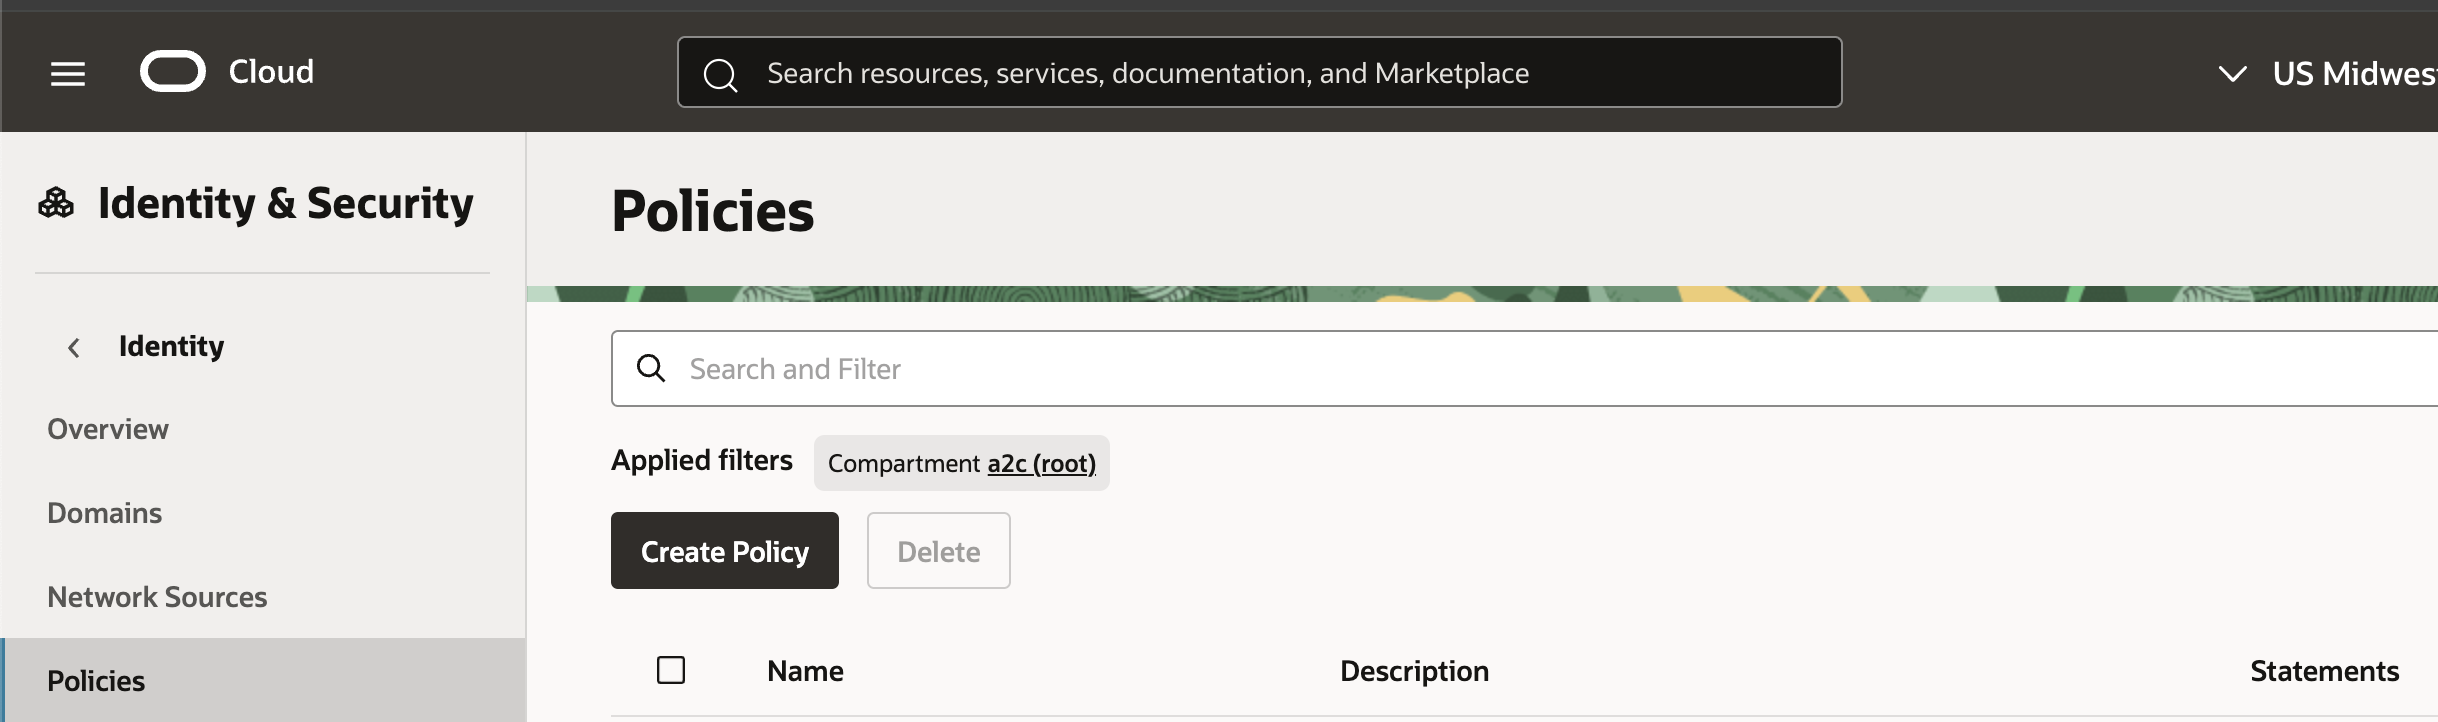 Cloud
Search resources, services, documentation, and Marketplace
US Midwest
Identity & Security
Identity
Overview
Domains
Network Sources
Policies
Policies
Search and Filter
Applied filters
Compartment a2c (root)
Create Policy
Delete
Name
Description
Statements